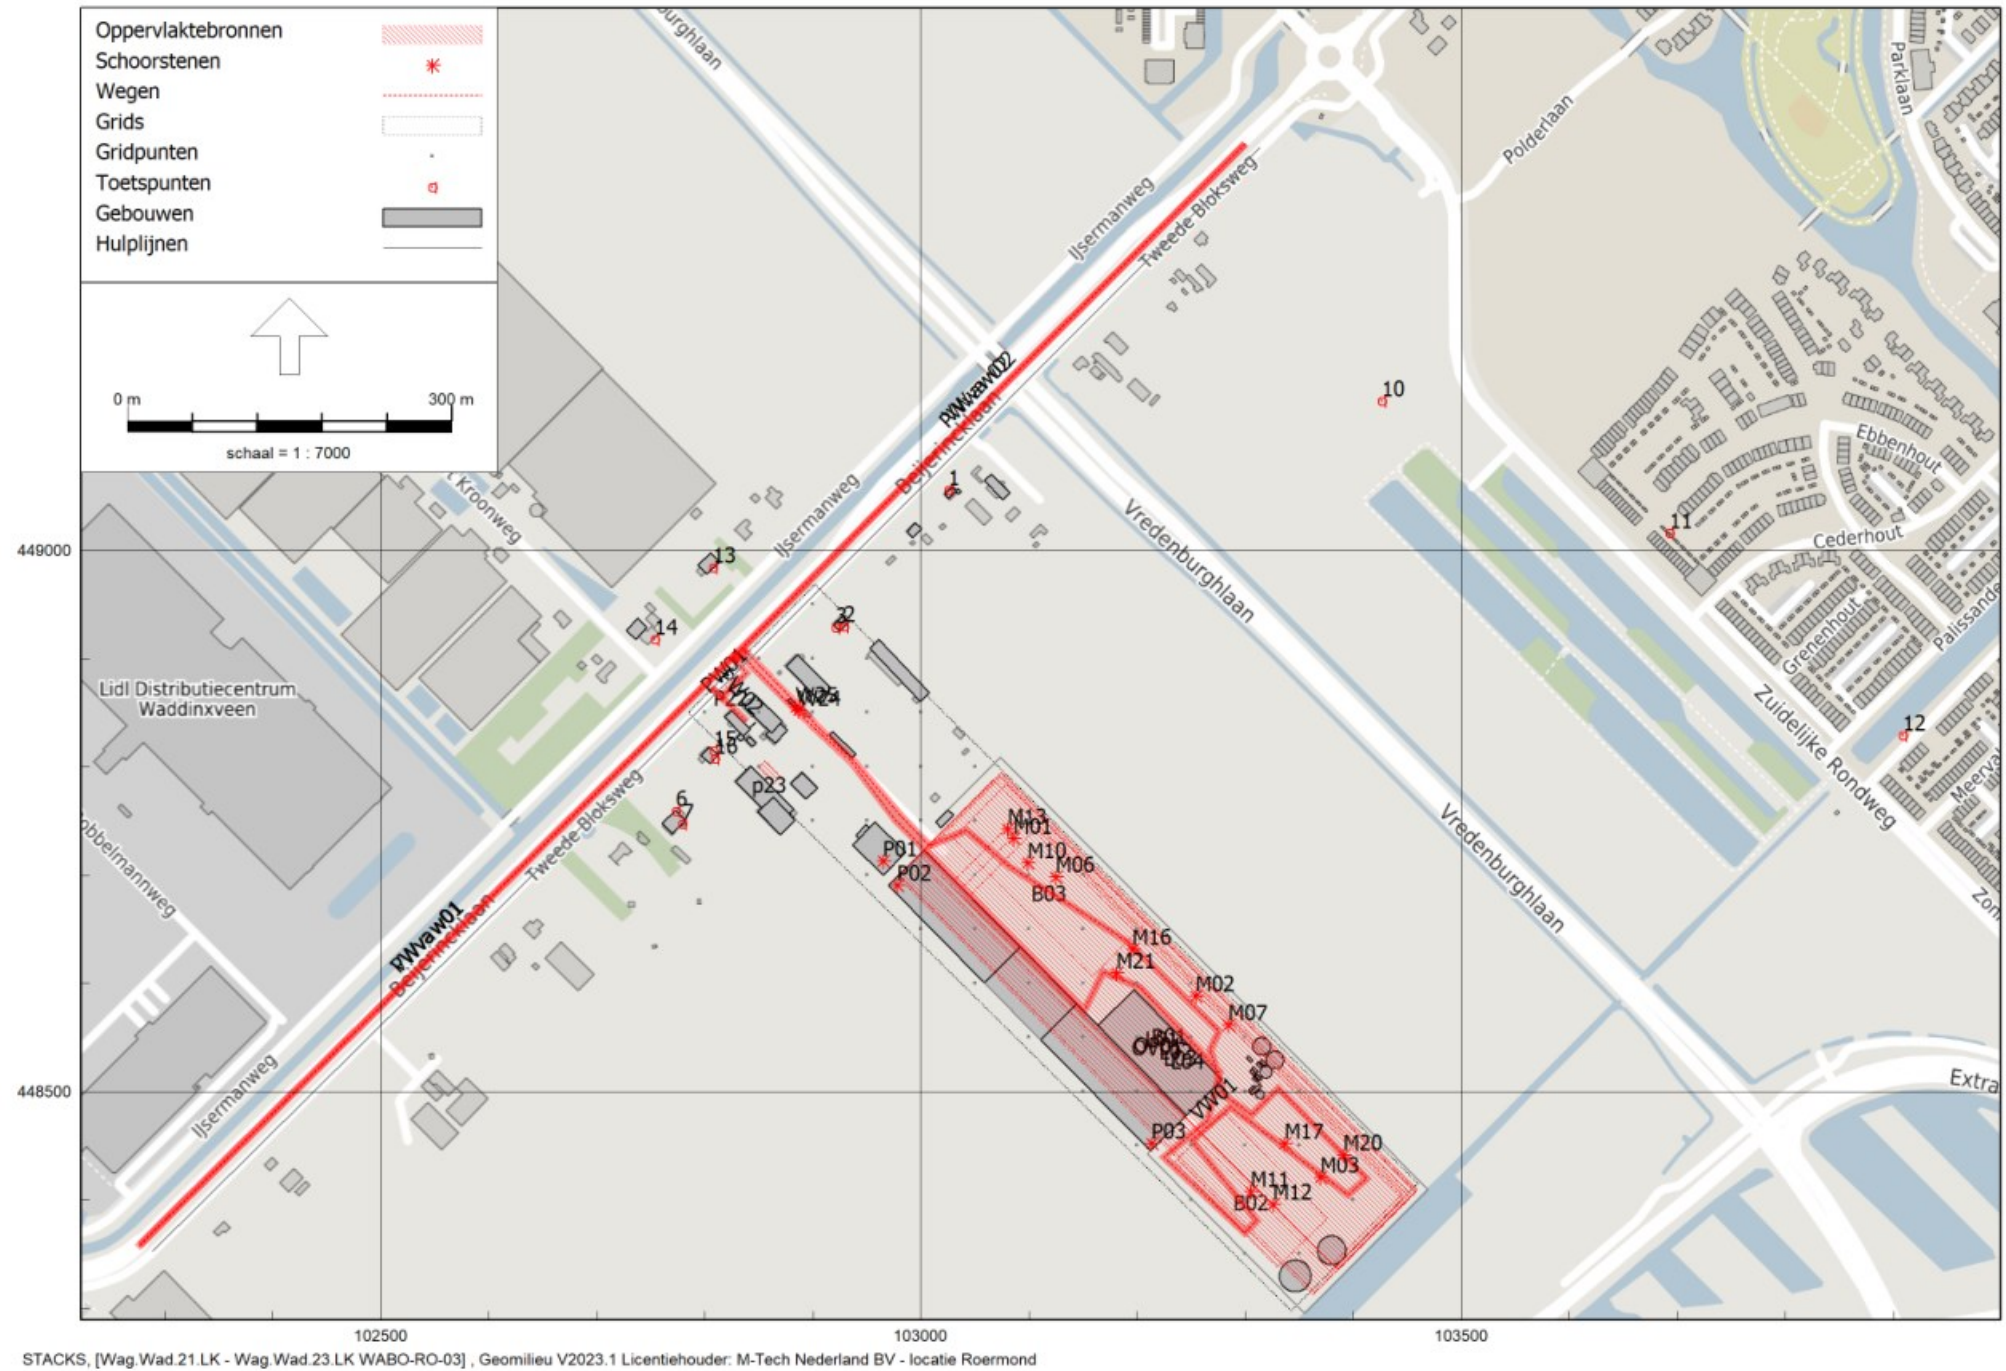 Oppervlaktebronnen
Schoorstenen
Wegen
Grids
Gridpunten
Toetspunten
Gebouwen
Hulplijnen
0 m
300 m
schaal = 1 : 7000
Vredenburghlaan
IJsermanweg
Tweede Bloksweg
Polderlaan
Parklaan
Beijerincklaan
10
1
11
Ebbenhout
Cederhout
Grenenhout
12
Zuidelijke Rondweg
Vredenburghlaan
IJsermanweg
t Kroonweg
449000
13
14
3
2
Lidl Distributiecentrum
Waddinxveen
PW01
W25
W24
15
16
p23
6
7
Tweede Bloksweg
P01
P02
M13
M01
M10
M06
B03
M16
M21
M02
M07
Beijerincklaan
Vredenburghlaan
448500
VW01
P03
M17
M20
M03
M11
M12
B02
IJsermanweg
Extra
102500
103000
103500
STACKS, [Wag.Wad.21.LK - Wag.Wad.23.LK WABO-RO-03] , Geomilieu V2023.1 Licentiehouder: M-Tech Nederland BV - locatie Roermond